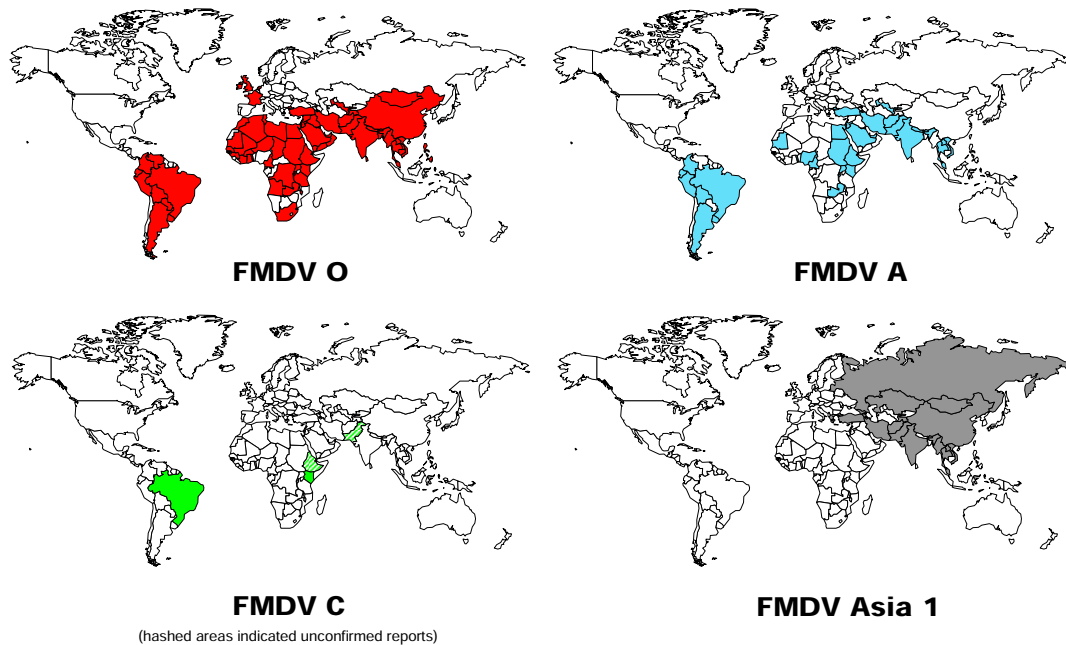 FMDV O
FMDV A
FMDV C
(hashed areas indicated unconfirmed reports)
FMDV Asia 1